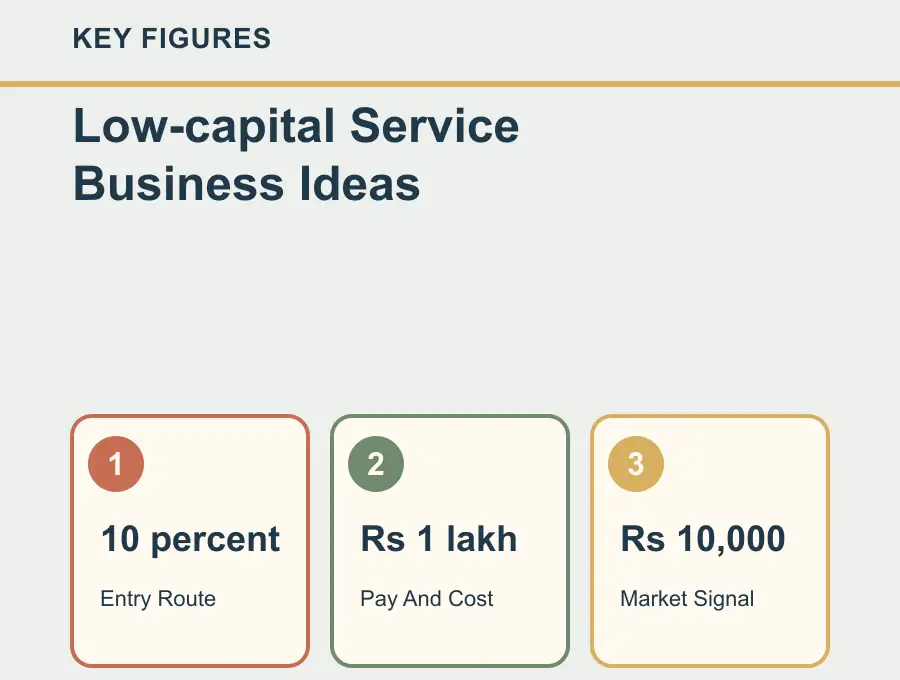 KEY FIGURES
Low-capital Service
Business Ideas
1
10 percent
Entry Route
2
Rs 1 lakh
Pay And Cost
3
Rs 10,000
Market Signal